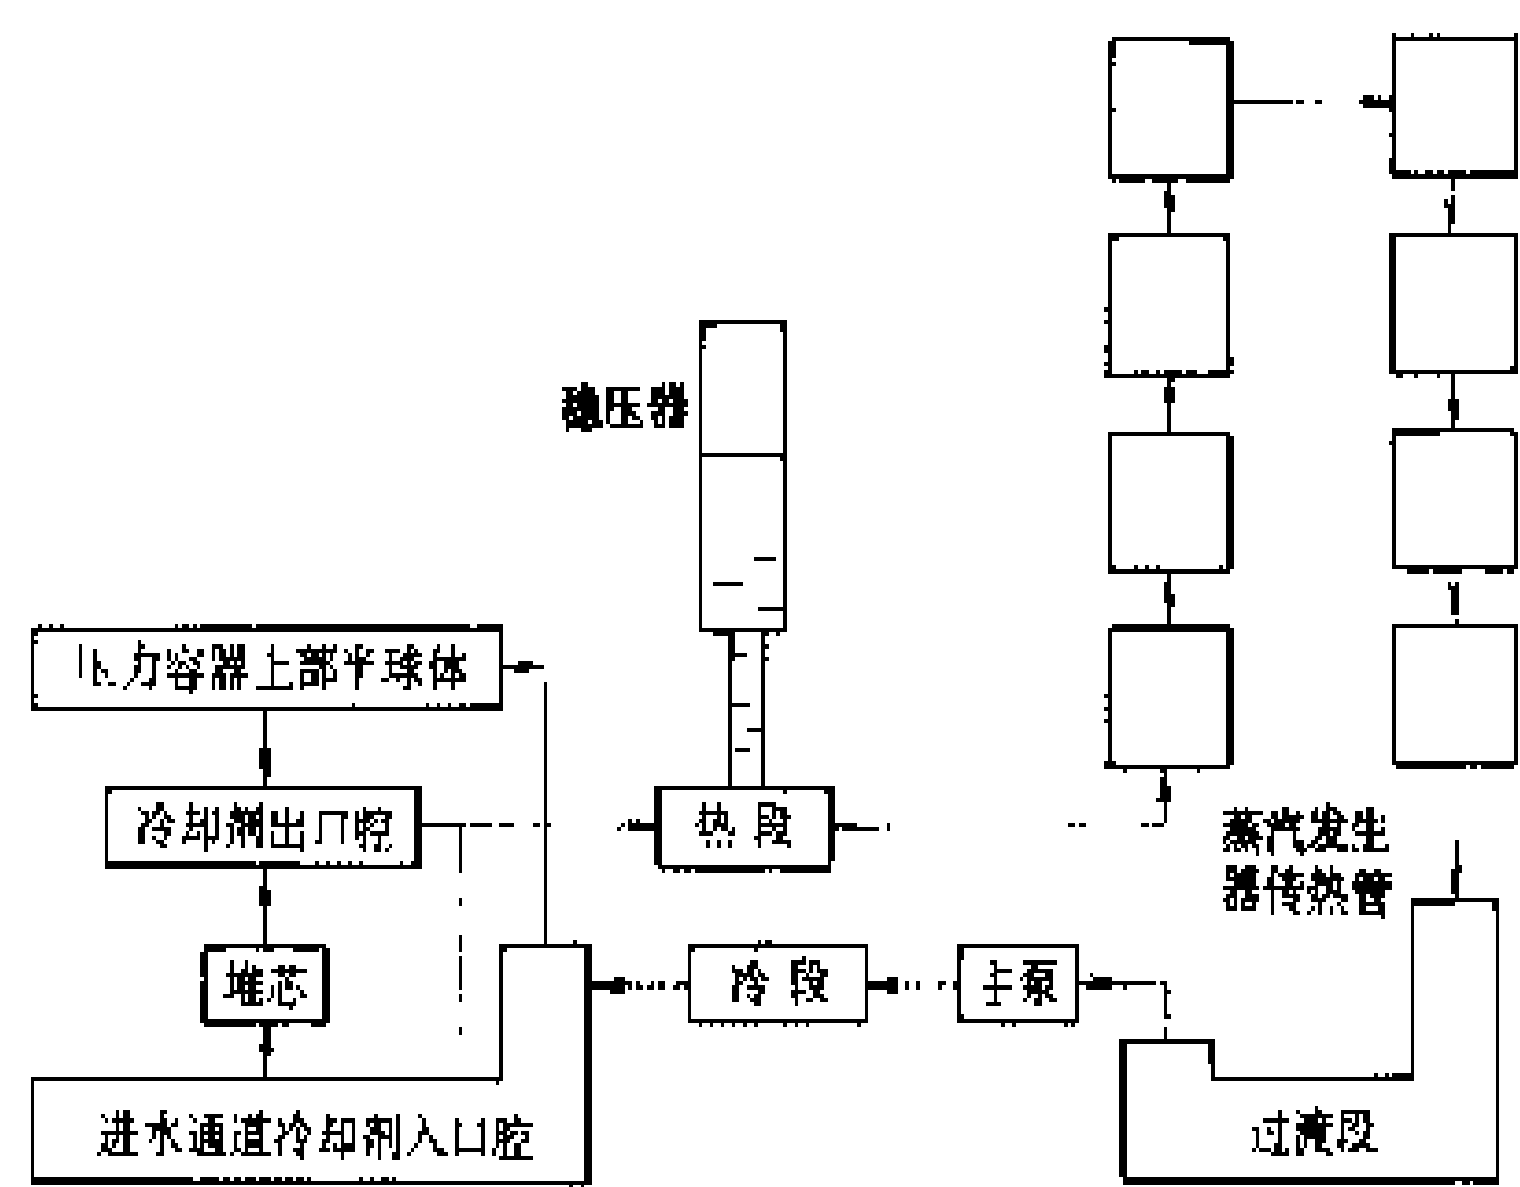 稳压器
压力容器上部半球体
冷却剂出口腔
热段
蒸汽发生
器传热管
堆芯
冷段
主泵
进水通道冷却剂入口腔
过渡段